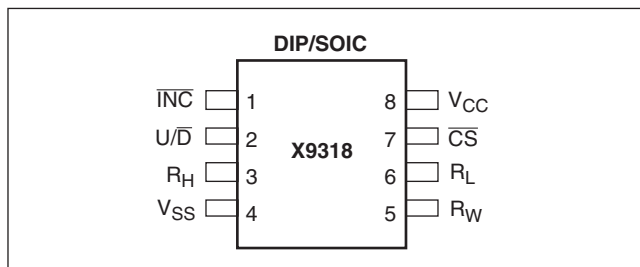 DIP/SOIC
INC 1 8 VCC
U/D 2 7 CS
X9318
RH 3 6 RL
VSS 4 5 RW